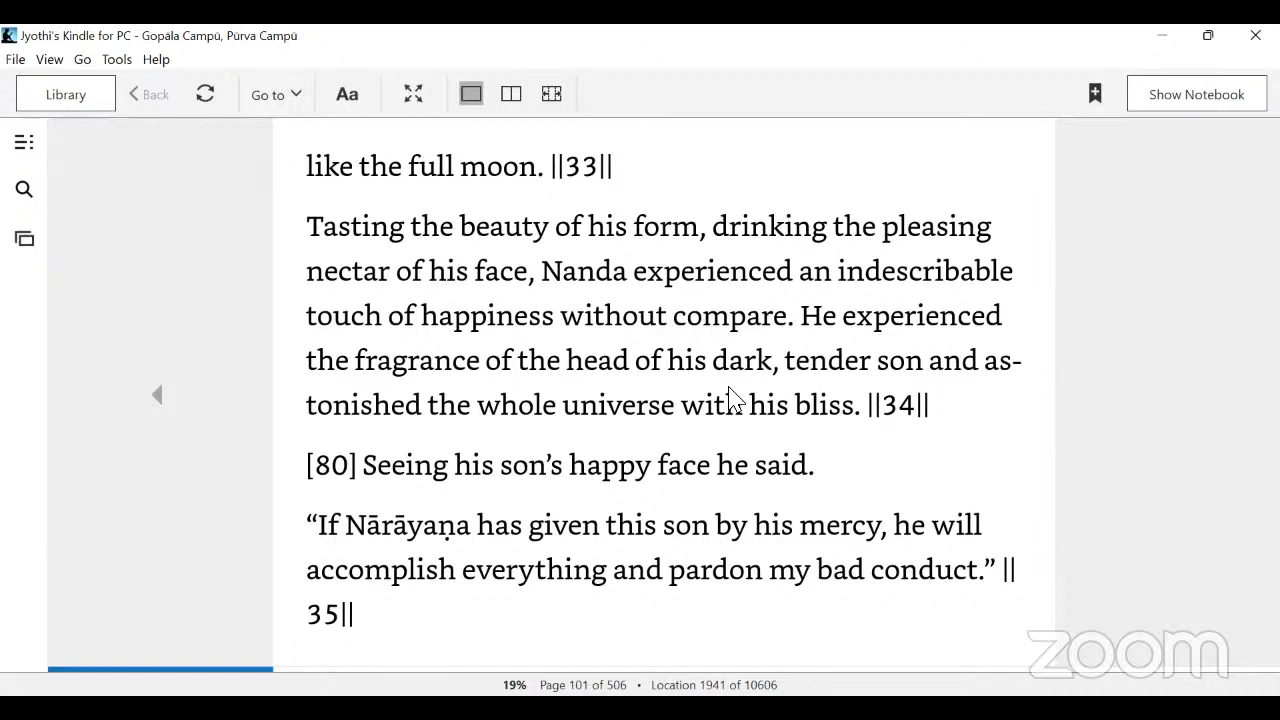 Jyothi's Kindle for PC - Gopāla Campū, Pūrva Campū
File View Go Tools Help
Library Back Go to Aa Show Notebook
like the full moon. ||33||
Tasting the beauty of his form, drinking the pleasing
nectar of his face, Nanda experienced an indescribable
touch of happiness without compare. He experienced
the fragrance of the head of his dark, tender son and as-
tonished the whole universe with his bliss. ||34||
[80] Seeing his son’s happy face he said.
“If Nārāyaṇa has given this son by his mercy, he will
accomplish everything and pardon my bad conduct.” ||
35||
zoom
19% Page 101 of 506 • Location 1941 of 10606